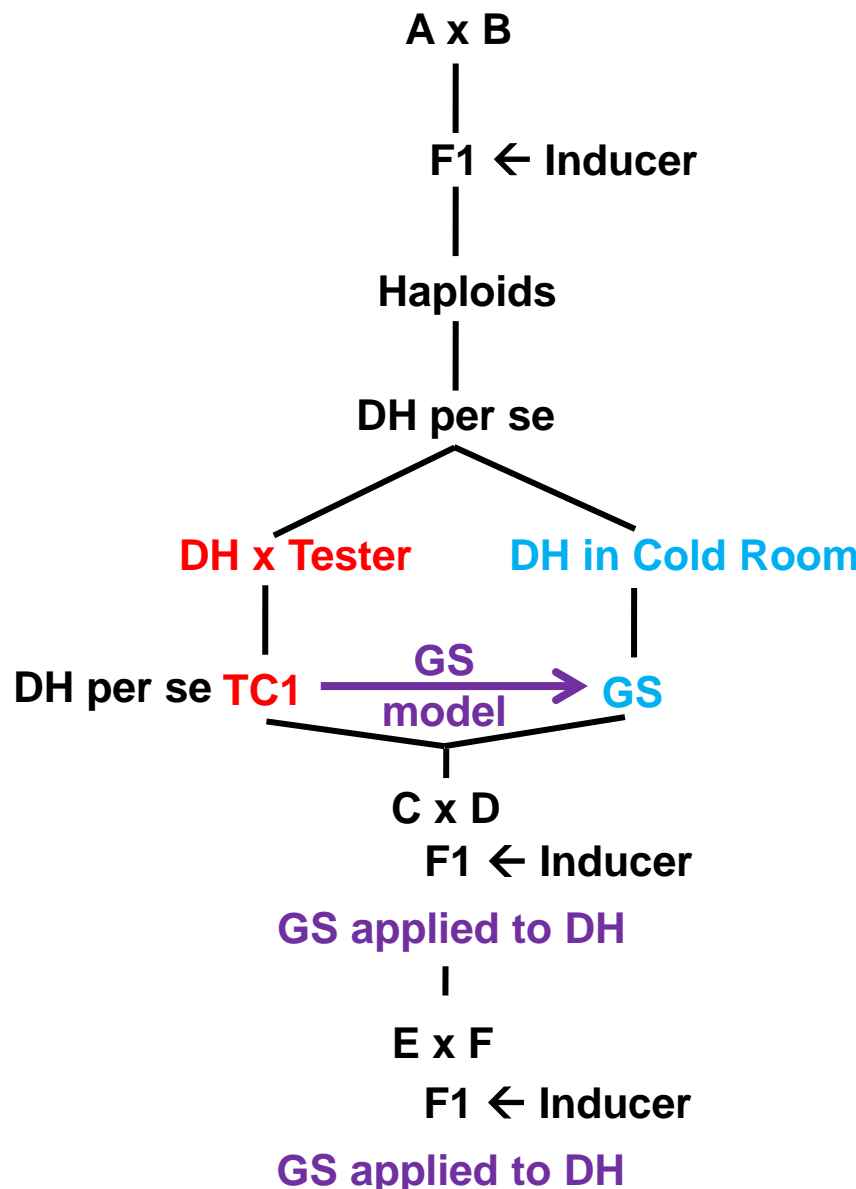 A x B
F1 ← Inducer
Haploids
DH per se
DH x Tester
DH in Cold Room
DH per se TC1
GS
model
GS
C x D
F1 ← Inducer
GS applied to DH
E x F
F1 ← Inducer
GS applied to DH